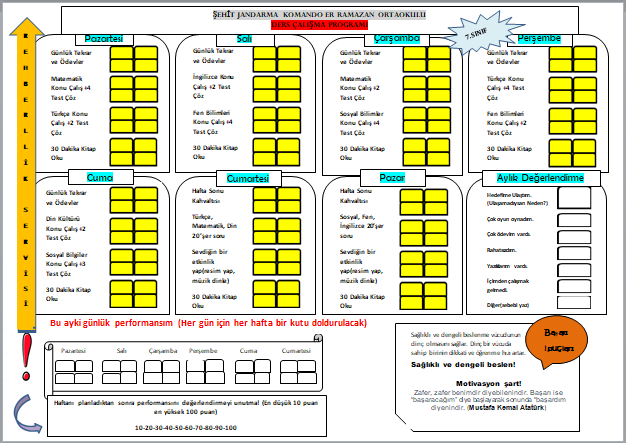 ŞEHİT JANDARMA KOMANDO ER RAMAZAN ORTAOKULU
DERS ÇALIŞMA PROGRAMI
7.SINIF
REHBERLİK SERVİSİ
Pazartesi
Günlük Tekrar
ve Ödevler
Matematik
Konu Çalış +4
Test Çöz
Türkçe Konu
Çalış +2 Test
Çöz
30 Dakika Kitap
Oku
Salı
Günlük Tekrar
ve Ödevler
İngilizce Konu
Çalış +2 Test
Çöz
Fen Bilimleri
Konu Çalış +4
Test Çöz
30 Dakika Kitap
Oku
Çarşamba
Günlük Tekrar
ve Ödevler
Matematik
Konu Çalış +2
Test Çöz
Sosyal Bilimler
Konu Çalış +4
Test Çöz
30 Dakika Kitap
Oku
Perşembe
Günlük Tekrar
ve Ödevler
Türkçe Konu
Çalış +4 Test
Çöz
Fen Bilimleri
Konu Çalış +2
Test Çöz
30 Dakika Kitap
Oku
Cuma
Günlük Tekrar
ve Ödevler
Din Kültürü
Konu Çalış +2
Test Çöz
Sosyal Bilgiler
Konu Çalış +3
Test Çöz
30 Dakika Kitap
Oku
Cumartesi
Hafta Sonu
Kahvaltısı
Türkçe,
Matematik, Din
20'şer soru
Sevdiğin bir
etkinlik
yap(resim yap,
müzik dinle)
30 Dakika Kitap
Oku
Pazar
Hafta Sonu
Kahvaltısı
Sosyal, Fen,
İngilizce 20'şer
soru
Sevdiğin bir
etkinlik
yap(resim yap,
müzik dinle)
30 Dakika Kitap
Oku
Aylık Değerlendirme
Hedefime Ulaştım.
(Ulaşamadıysan Neden?)
Çok oyun oynadım.
Çok ödevim vardı.
Rahatsızdım.
Yazılılarım vardı.
İçimden çalışmak
gelmedi.
Diğer(sebebi yaz)
Bu ayki günlük performansım (Her gün için her hafta bir kutu doldurulacak)
Pazartesi Salı Çarşamba Perşembe Cuma Cumartesi
Haftanı planladıktan sonra performansını değerlendirmeyi unutma! (En düşük 10 puan
en yüksek 100 puan)
10-20-30-40-50-60-70-80-90-100
Sağlıklı ve dengeli beslenme vücudunun
dinç olmasını sağlar. Dinç bir vücuda
sahip birinin dikkati ve öğrenme hızı artar.
Sağlıklı ve dengeli beslen!
Motivasyon şart!
Zafer, zafer benimdir diyebilenindir. Başarı ise
"başaracağım" diye başlayarak sonunda "başardım
diyenindir. (Mustafa Kemal Atatürk)